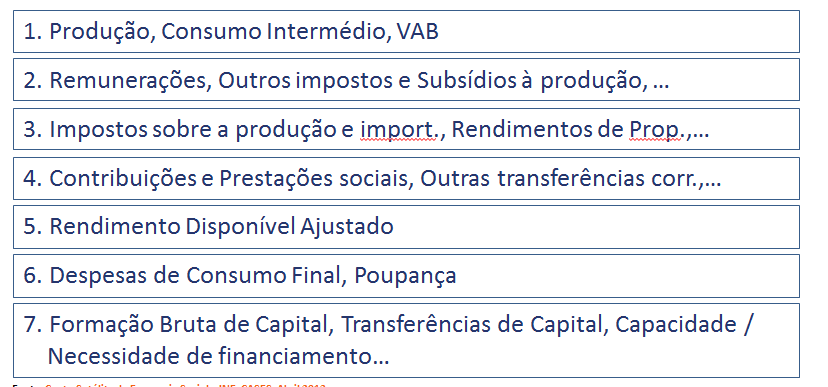 1. Produção, Consumo Intermédio, VAB
2. Remunerações, Outros impostos e Subsídios à produção, ...
3. Impostos sobre a produção e import., Rendimentos de Prop.,...
4. Contribuições e Prestações sociais, Outras transferências corr.,...
5. Rendimento Disponível Ajustado
6. Despesas de Consumo Final, Poupança
7. Formação Bruta de Capital, Transferências de Capital, Capacidade /
Necessidade de financiamento...